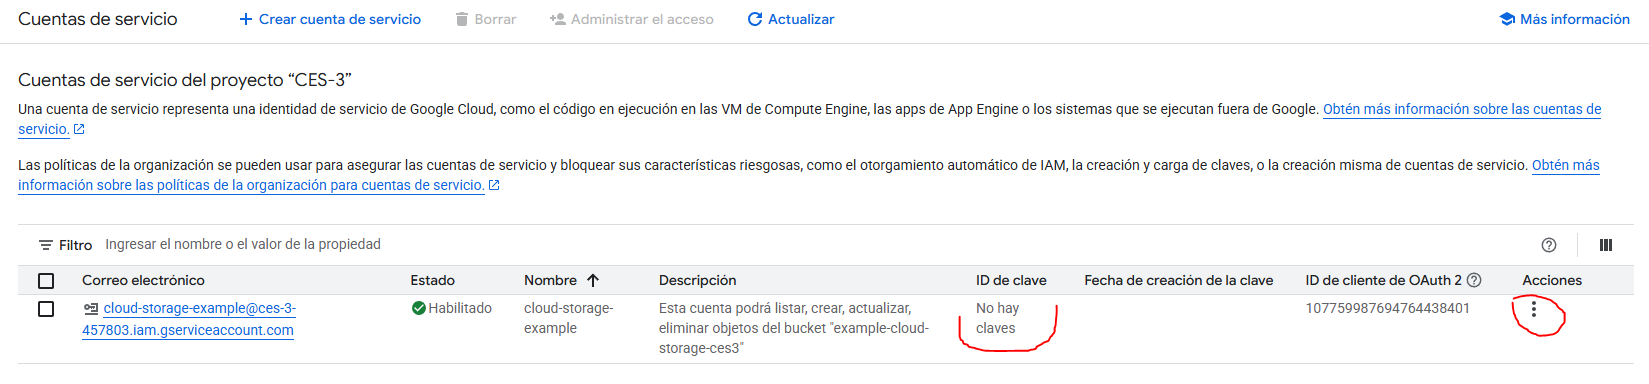 Cuentas de servicio
Crear cuenta de servicio
Borrar
Administrar el acceso
Actualizar
Más información
Cuentas de servicio del proyecto “CES-3”
Una cuenta de servicio representa una identidad de servicio de Google Cloud, como el código en ejecución en las VM de Compute Engine, las apps de App Engine o los sistemas que se ejecutan fuera de Google. Obtén más información sobre las cuentas de
servicio.
Las políticas de la organización se pueden usar para asegurar las cuentas de servicio y bloquear sus características riesgosas, como el otorgamiento automático de IAM, la creación y carga de claves, o la creación misma de cuentas de servicio. Obtén más
información sobre las políticas de la organización para cuentas de servicio.
Filtro Ingresar el nombre o el valor de la propiedad
Correo electrónico Estado Nombre Descripción ID de clave Fecha de creación de la clave ID de cliente de OAuth 2 Acciones
cloud-storage-example@ces-3-
457803.iam.gserviceaccount.com
Habilitado
cloud-storage-
example
Esta cuenta podrá listar, crear, actualizar,
eliminar objetos del bucket "example-cloud-
storage-ces3"
No hay
claves
107759987694764438401